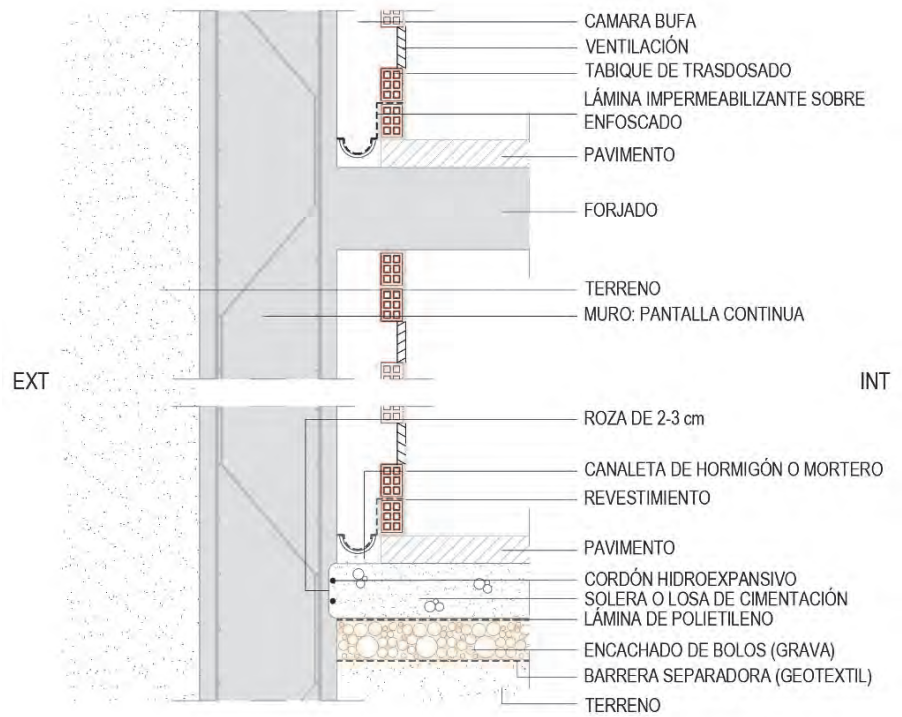 CAMARA BUFA
VENTILACIÓN
TABIQUE DE TRASDOSADO
LÁMINA IMPERMEABILIZANTE SOBRE
ENFOSCADO
PAVIMENTO
FORJADO
TERRENO
MURO: PANTALLA CONTINUA
EXT
INT
ROZA DE 2-3 cm
CANALETA DE HORMIGÓN O MORTERO
REVESTIMIENTO
PAVIMENTO
CORDÓN HIDROEXPANSIVO
SOLERA O LOSA DE CIMENTACIÓN
LÁMINA DE POLIETILENO
ENCACHADO DE BOLOS (GRAVA)
BARRERA SEPARADORA (GEOTEXTIL)
TERRENO